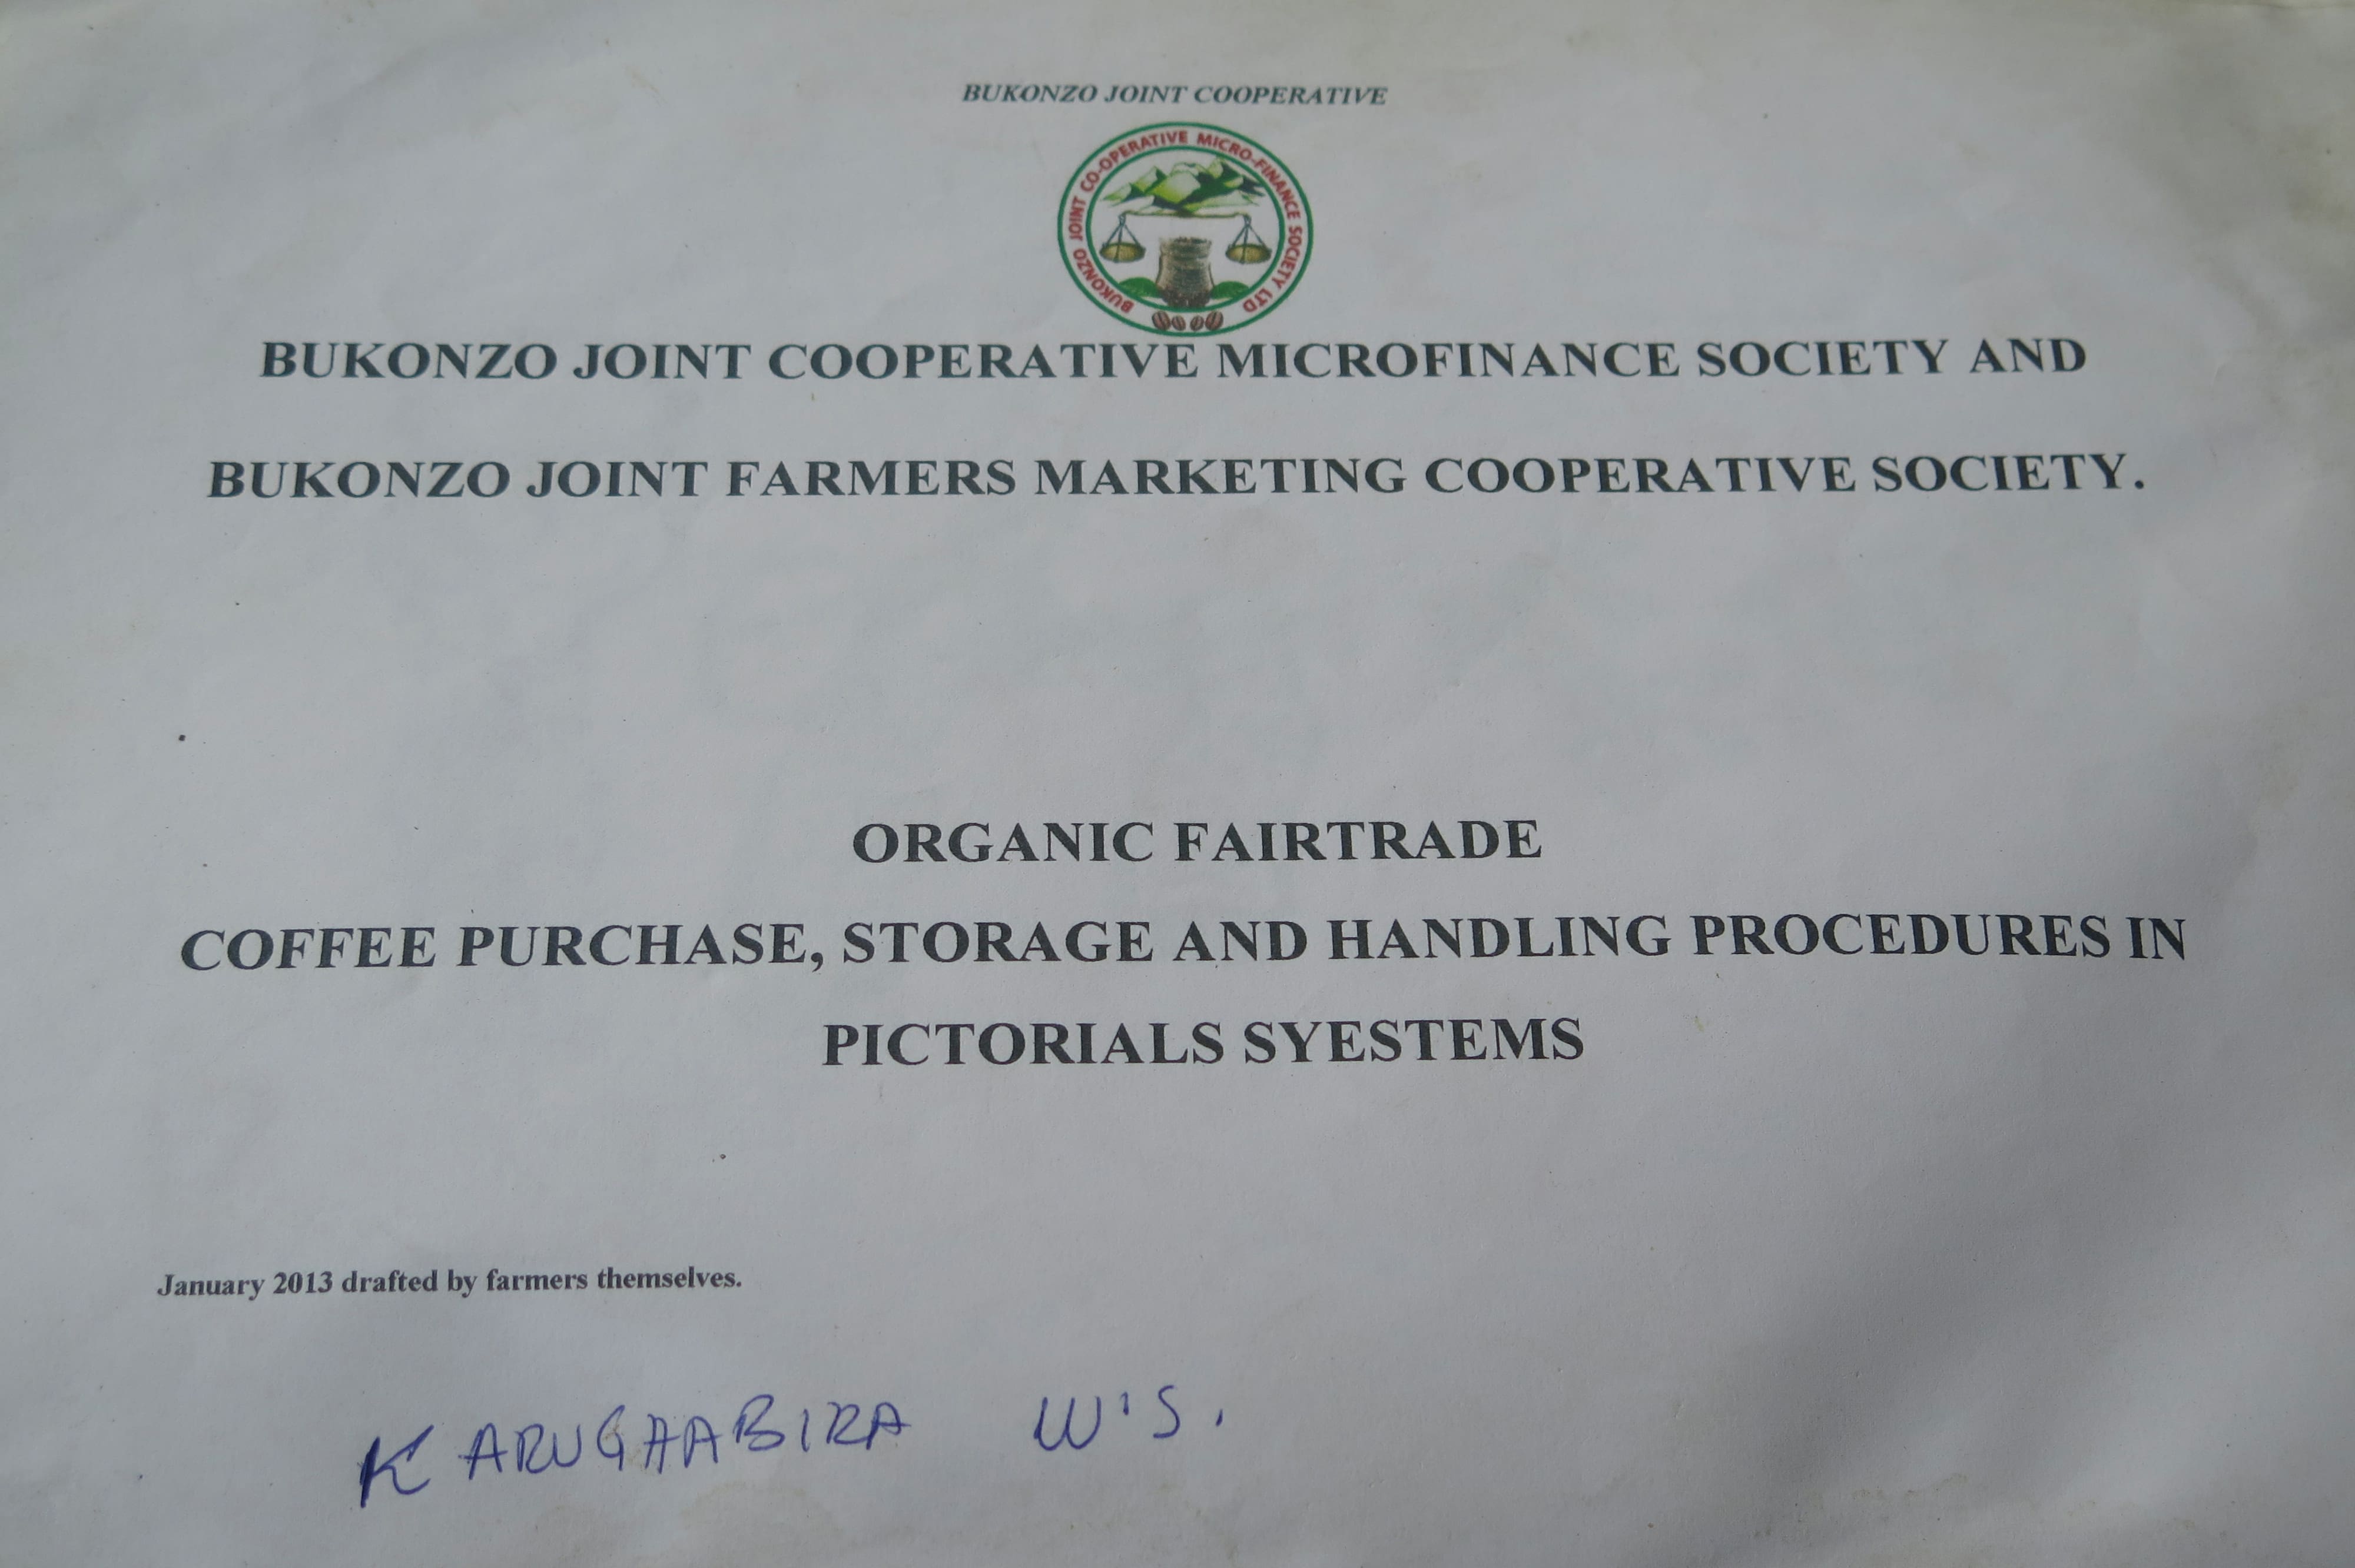 BUKONZO JOINT COOPERATIVE
BUKONZO JOINT CO-OPERATIVE MICRO-FINANCE SOCIETY LTD
BUKONZO JOINT COOPERATIVE MICROFINANCE SOCIETY AND
BUKONZO JOINT FARMERS MARKETING COOPERATIVE SOCIETY.
ORGANIC FAIRTRADE
COFFEE PURCHASE, STORAGE AND HANDLING PROCEDURES IN
PICTORIALS SYESTEMS
January 2013 drafted by farmers themselves.
KARUGHABIRA W'S.